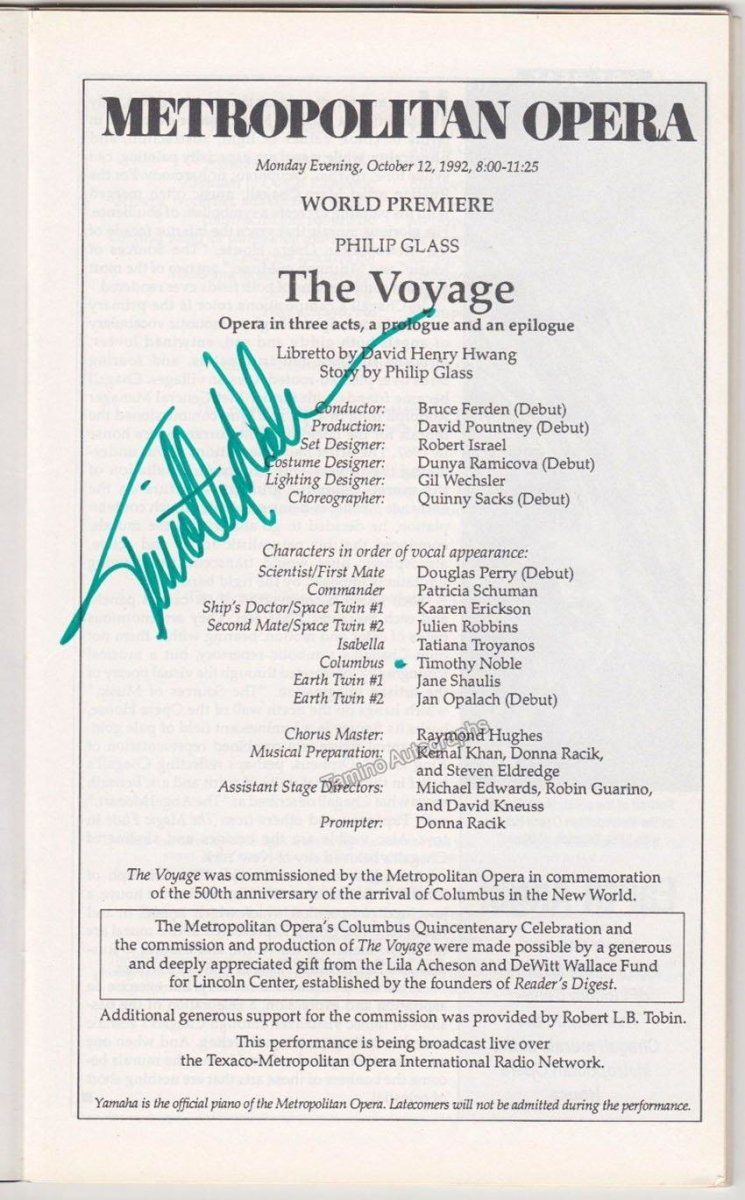 METROPOLITAN OPERA
Monday Evening, October 12, 1992, 8:00-11:25
WORLD PREMIERE
PHILIP GLASS
The Voyage
Opera in three acts, a prologue and an epilogue
Libretto by David Henry Hwang
Story by Philip Glass
Timothy Noble
Conductor: Bruce Ferden (Debut)
Production: David Pountney (Debut)
Set Designer: Robert Israel
Costume Designer: Dunya Ramicova (Debut)
Lighting Designer: Gil Wechsler
Choreographer: Quinny Sacks (Debut)
Characters in order of vocal appearance:
Scientist/First Mate Douglas Perry (Debut)
Commander Patricia Schuman
Ship's Doctor/Space Twin #1 Kaaren Erickson
Second Mate/Space Twin #2 Julien Robbins
Isabella Tatiana Troyanos
Columbus Timothy Noble
Earth Twin #1 Jane Shaulis
Earth Twin #2 Jan Opalach (Debut)
Chorus Master: Raymond Hughes
Musical Preparation: Kemal Khan, Donna Racik,
and Steven Eldredge
Tamino Autographs
Assistant Stage Directors: Michael Edwards, Robin Guarino,
and David Kneuss
Prompter: Donna Racik
The Voyage was commissioned by the Metropolitan Opera in commemoration
of the 500th anniversary of the arrival of Columbus in the New World.
The Metropolitan Opera's Columbus Quincentenary Celebration and
the commission and production of The Voyage were made possible by a generous
and deeply appreciated gift from the Lila Acheson and DeWitt Wallace Fund
for Lincoln Center, established by the founders of Reader's Digest.
Additional generous support for the commission was provided by Robert L.B. Tobin.
This performance is being broadcast live over
the Texaco-Metropolitan Opera International Radio Network.
Yamaha is the official piano of the Metropolitan Opera. Latecomers will not be admitted during the performance.